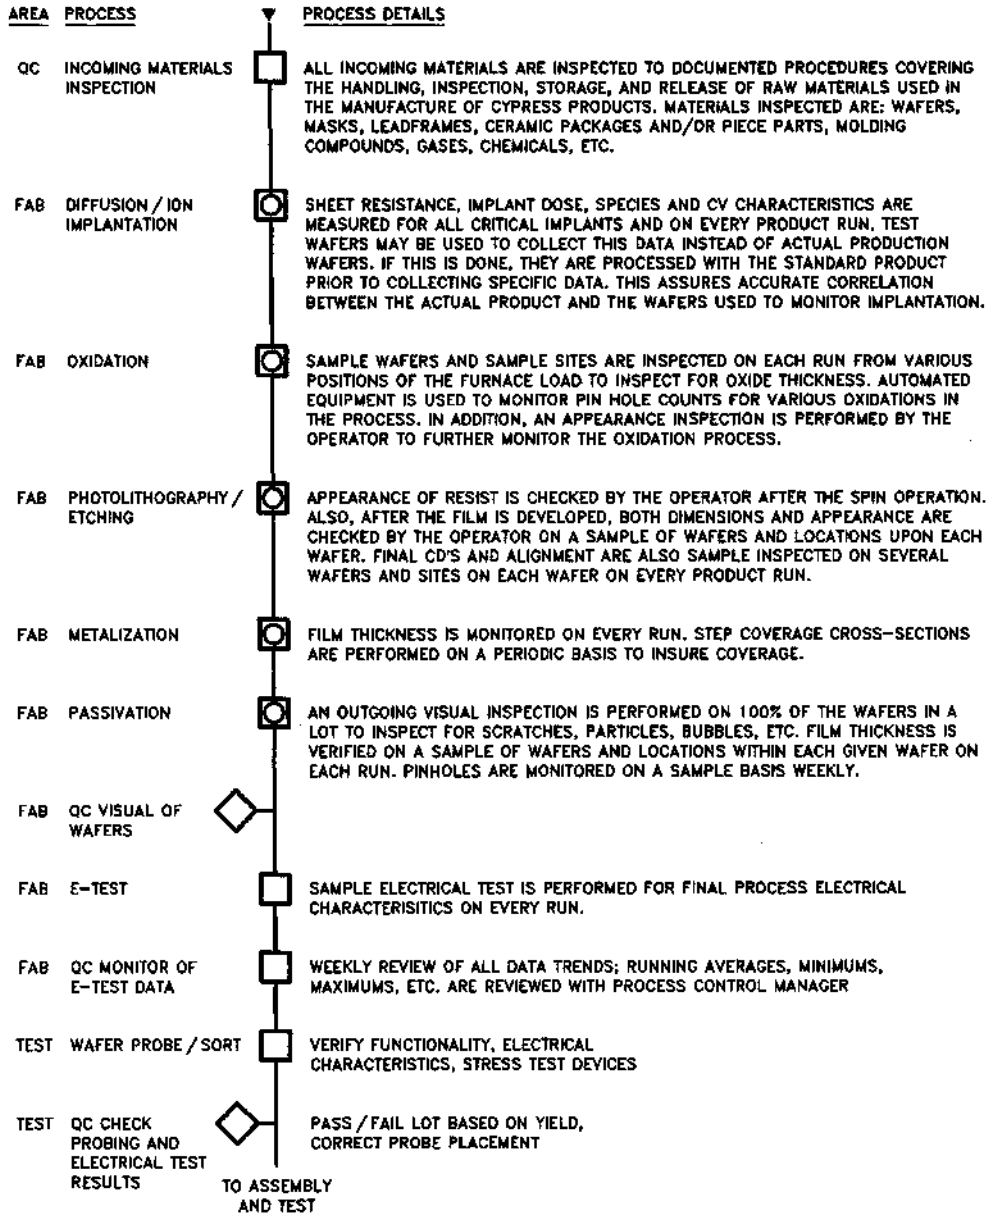 AREA PROCESS PROCESS DETAILS
QC INCOMING MATERIALS INSPECTION
ALL INCOMING MATERIALS ARE INSPECTED TO DOCUMENTED PROCEDURES COVERING
THE HANDLING, INSPECTION, STORAGE, AND RELEASE OF RAW MATERIALS USED IN
THE MANUFACTURE OF CYPRESS PRODUCTS. MATERIALS INSPECTED ARE: WAFERS,
MASKS, LEADFRAMES, CERAMIC PACKAGES AND/OR PIECE PARTS, MOLDING
COMPOUNDS, GASES, CHEMICALS, ETC.
FAB DIFFUSION / ION
IMPLANTATION
SHEET RESISTANCE, IMPLANT DOSE, SPECIES AND CV CHARACTERISTICS ARE
MEASURED FOR ALL CRITICAL IMPLANTS AND ON EVERY PRODUCT RUN. TEST
WAFERS MAY BE USED TO COLLECT THIS DATA INSTEAD OF ACTUAL PRODUCTION
WAFERS. IF THIS IS DONE, THEY ARE PROCESSED WITH THE STANDARD PRODUCT
PRIOR TO COLLECTING SPECIFIC DATA. THIS ASSURES ACCURATE CORRELATION
BETWEEN THE ACTUAL PRODUCT AND THE WAFERS USED TO MONITOR IMPLANTATION.
FAB OXIDATION
SAMPLE WAFERS AND SAMPLE SITES ARE INSPECTED ON EACH RUN FROM VARIOUS
POSITIONS OF THE FURNACE LOAD TO INSPECT FOR OXIDE THICKNESS. AUTOMATED
EQUIPMENT IS USED TO MONITOR PIN HOLE COUNTS FOR VARIOUS OXIDATIONS IN
THE PROCESS. IN ADDITION, AN APPEARANCE INSPECTION IS PERFORMED BY THE
OPERATOR TO FURTHER MONITOR THE OXIDATION PROCESS.
FAB PHOTOLITHOGRAPHY /
ETCHING
APPEARANCE OF RESIST IS CHECKED BY THE OPERATOR AFTER THE SPIN OPERATION.
ALSO, AFTER THE FILM IS DEVELOPED, BOTH DIMENSIONS AND APPEARANCE ARE
CHECKED BY THE OPERATOR ON A SAMPLE OF WAFERS AND LOCATIONS UPON EACH
WAFER. FINAL CD'S AND ALIGNMENT ARE ALSO SAMPLE INSPECTED ON SEVERAL
WAFERS AND SITES ON EACH WAFER ON EVERY PRODUCT RUN.
FAB METALIZATION
FILM THICKNESS IS MONITORED ON EVERY RUN. STEP COVERAGE CROSS-SECTIONS
ARE PERFORMED ON A PERIODIC BASIS TO INSURE COVERAGE.
FAB PASSIVATION
AN OUTGOING VISUAL INSPECTION IS PERFORMED ON 100% OF THE WAFERS IN A
LOT TO INSPECT FOR SCRATCHES, PARTICLES, BUBBLES, ETC. FILM THICKNESS IS
VERIFIED ON A SAMPLE OF WAFERS AND LOCATIONS WITHIN EACH GIVEN WAFER ON
EACH RUN. PINHOLES ARE MONITORED ON A SAMPLE BASIS WEEKLY.
FAB QC VISUAL OF
WAFERS
FAB E-TEST
SAMPLE ELECTRICAL TEST IS PERFORMED FOR FINAL PROCESS ELECTRICAL
CHARACTERISITICS ON EVERY RUN.
FAB QC MONITOR OF
E-TEST DATA
WEEKLY REVIEW OF ALL DATA TRENDS; RUNNING AVERAGES, MINIMUMS,
MAXIMUMS, ETC. ARE REVIEWED WITH PROCESS CONTROL MANAGER
TEST WAFER PROBE / SORT
VERIFY FUNCTIONALITY, ELECTRICAL
CHARACTERISTICS, STRESS TEST DEVICES
TEST QC CHECK
PROBING AND
ELECTRICAL TEST
RESULTS
PASS / FAIL LOT BASED ON YIELD,
CORRECT PROBE PLACEMENT
TO ASSEMBLY
AND TEST